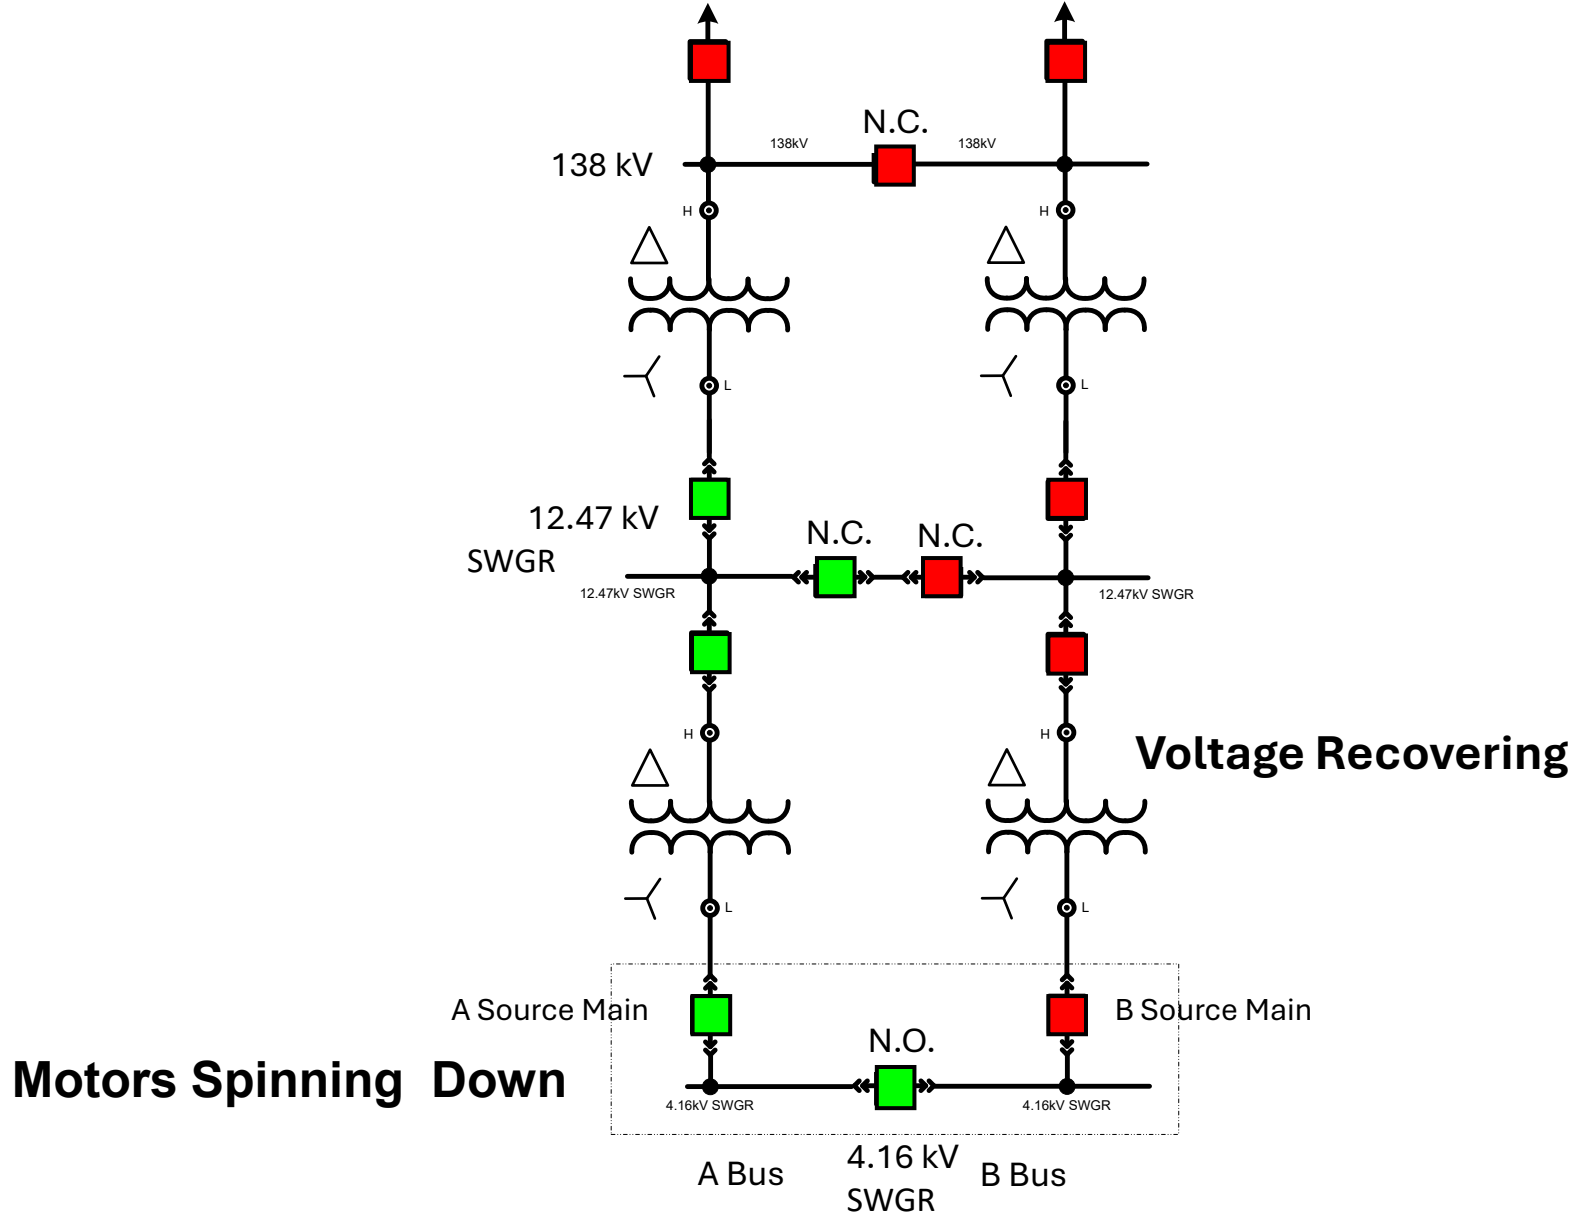 N.C.
138kV
138kV
138 kV
H
H
L
L
12.47 kV
SWGR
N.C.
N.C.
12.47kV SWGR
12.47kV SWGR
H
H
Voltage Recovering
L
L
A Source Main
B Source Main
N.O.
Motors Spinning Down
4.16kV SWGR
4.16kV SWGR
A Bus
4.16 kV
SWGR
B Bus